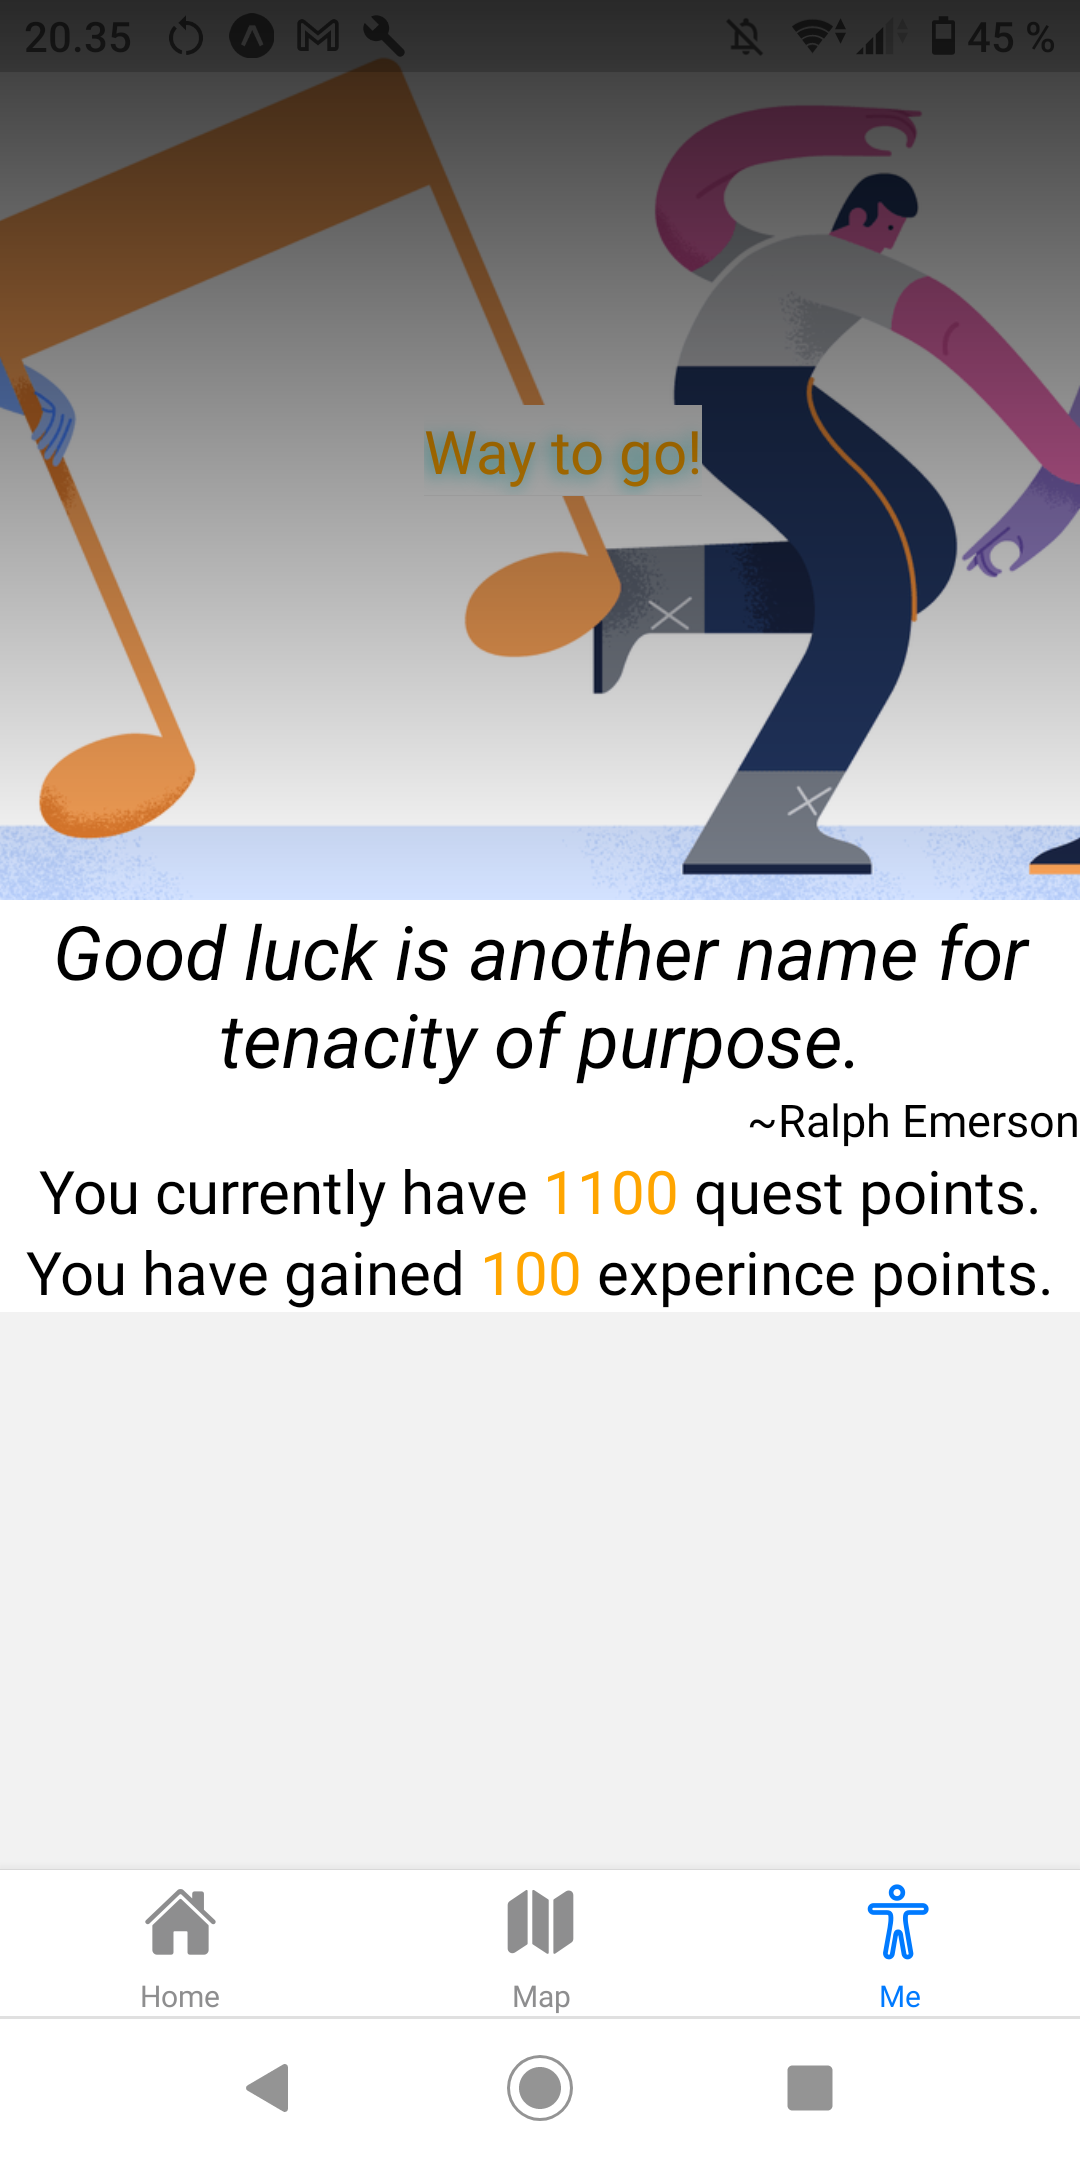 20.35
45 %
Way to go!
Good luck is another name for
tenacity of purpose.
~Ralph Emerson
You currently have 1100 quest points.
You have gained 100 experince points.
Home
Map
Me